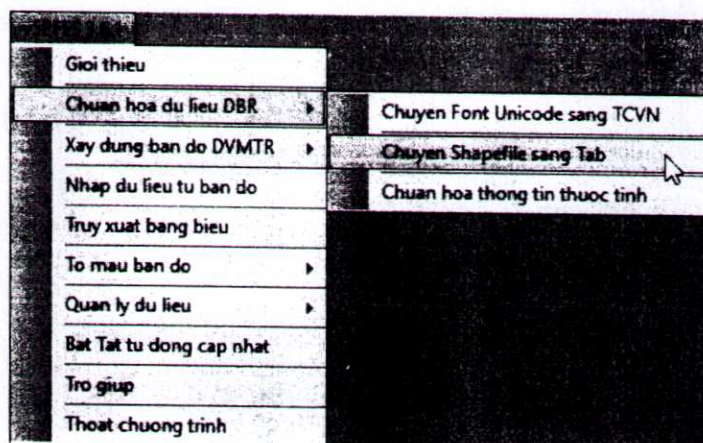 Gioi thieu
Chuan hoa du lieu DBR
Xay dung ban do DVMTR
Nhap du lieu tu ban do
Truy xuat bang bieu
To mau ban do
Quan ly du lieu
Bat Tat tu dong cap nhat
Tro giup
Thoat chuong trinh
Chuyen Font Unicode sang TCVN
Chuyen Shapefile sang Tab
Chuan hoa thong tin thuoc tinh